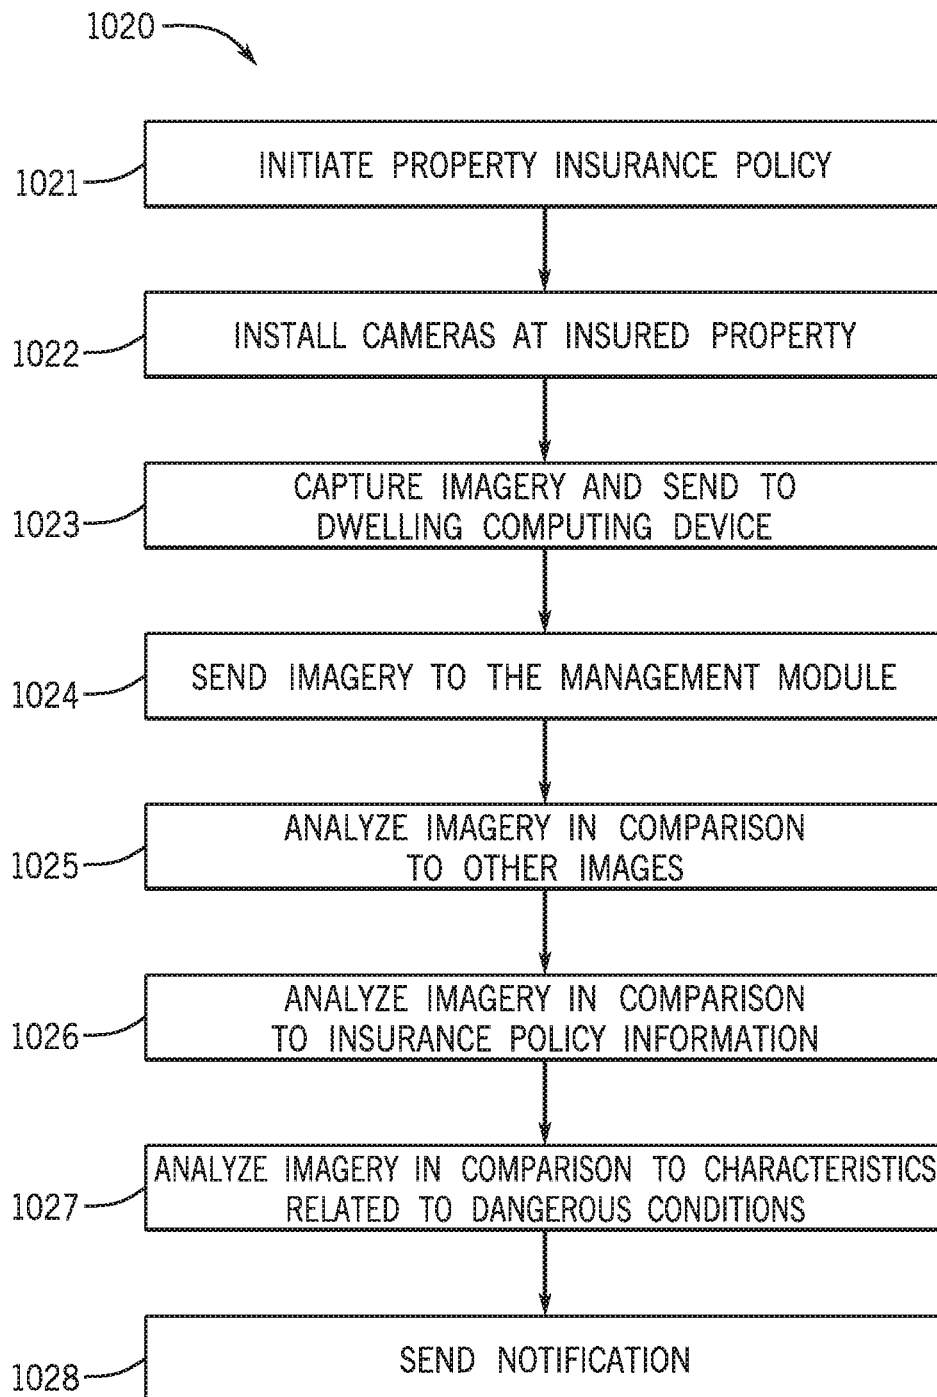 1020
INITIATE PROPERTY INSURANCE POLICY
1021
INSTALL CAMERAS AT INSURED PROPERTY
1022
CAPTURE IMAGERY AND SEND TO
DWELLING COMPUTING DEVICE
1023
SEND IMAGERY TO THE MANAGEMENT MODULE
1024
ANALYZE IMAGERY IN COMPARISON
TO OTHER IMAGES
1025
ANALYZE IMAGERY IN COMPARISON
TO INSURANCE POLICY INFORMATION
1026
ANALYZE IMAGERY IN COMPARISON TO CHARACTERISTICS
RELATED TO DANGEROUS CONDITIONS
1027
SEND NOTIFICATION
1028